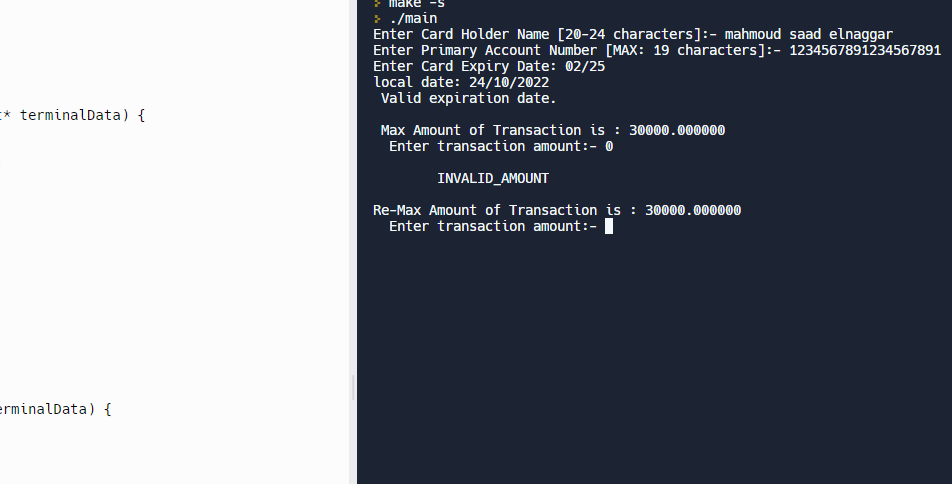 make -s
./main
Enter Card Holder Name [20-24 characters]:- mahmoud saad elnaggar
Enter Primary Account Number [MAX: 19 characters]:- 1234567891234567891
Enter Card Expiry Date: 02/25
local date: 24/10/2022
Valid expiration date.
t* terminalData) {
Max Amount of Transaction is : 30000.000000
Enter transaction amount:- 0
INVALID_AMOUNT
Re-Max Amount of Transaction is : 30000.000000
Enter transaction amount:-
erminalData) {